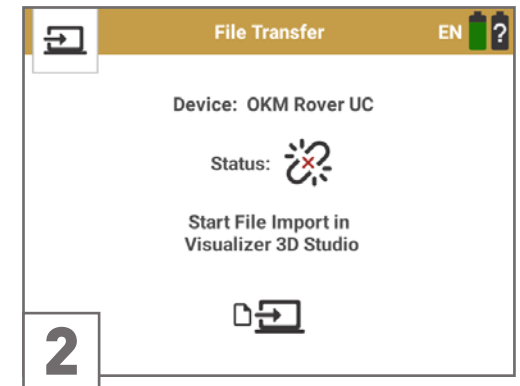 File Transfer
EN
?
Device: OKM Rover UC
Status:
Start File Import in
Visualizer 3D Studio
2